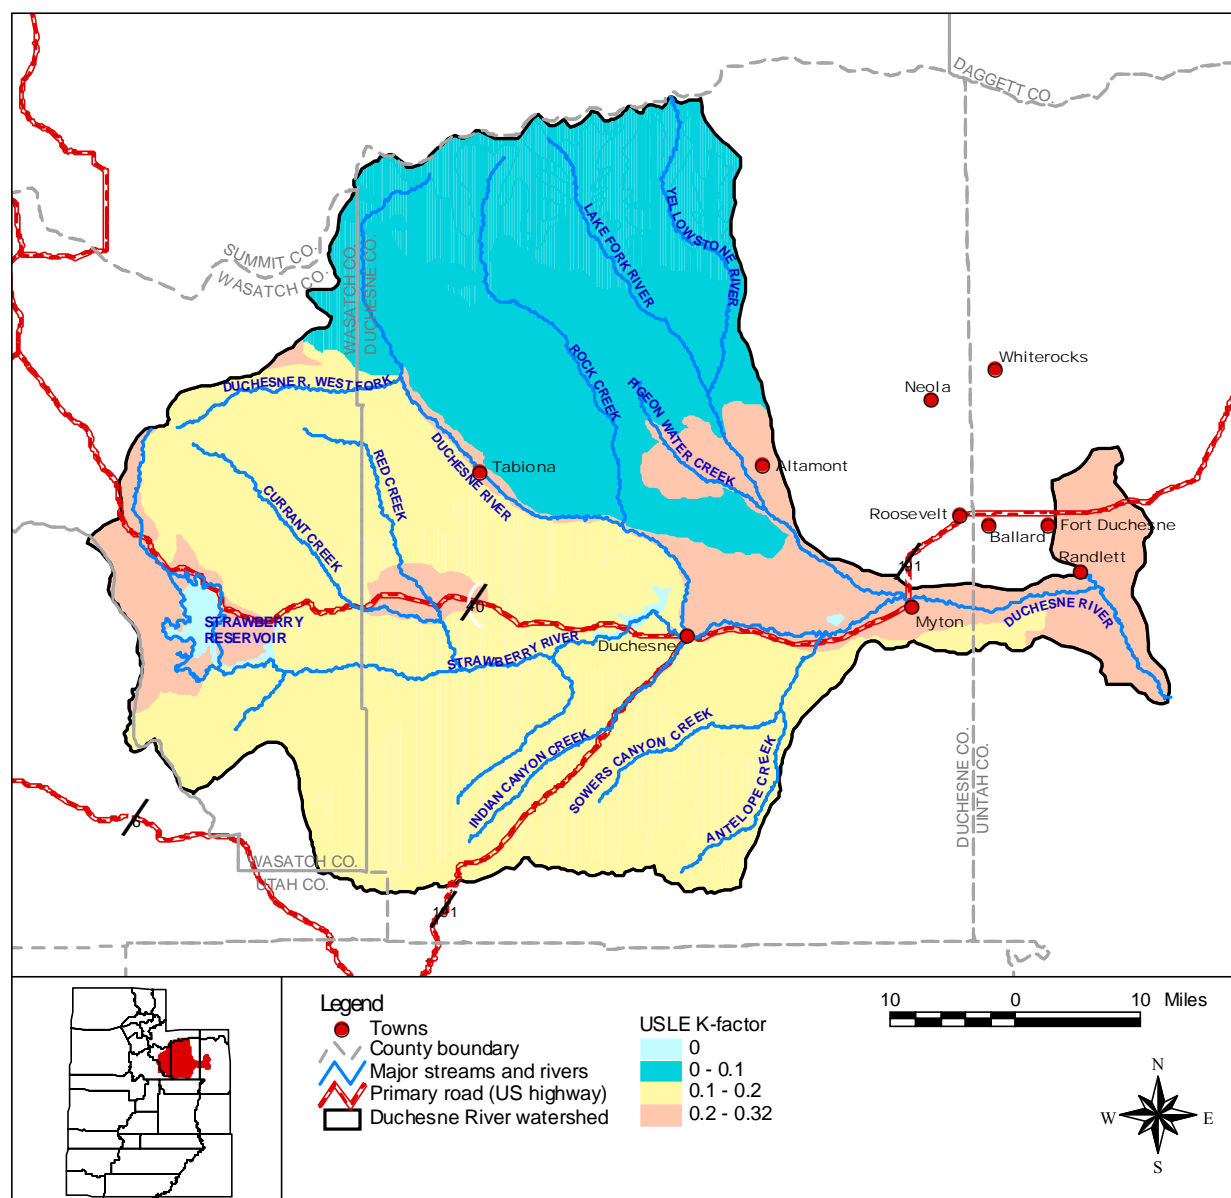 DAGGETT CO.
SUMMIT CO.
WASATCH CO.
WASATCH CO.
DUCHESNE CO.
YELLOWSTONE RIVER
LAKE FORK RIVER
ROCK CREEK
PIGEON WATER CREEK
DUCHESNE R, WEST FORK
Whiterocks
Neola
DUCHESNE RIVER
Tabiona
Altamont
RED CREEK
CURRANT CREEK
Roosevelt
Ballard
Fort Duchesne
Randlett
191
40
Myton
DUCHESNE RIVER
STRAWBERRY
RESERVOIR
STRAWBERRY RIVER
Duchesne
INDIAN CANYON CREEK
SOWERS CANYON CREEK
ANTELOPE CREEK
DUCHESNE CO.
UINTAH CO.
6
WASATCH CO.
UTAH CO.
191
Legend
Towns
County boundary
Major streams and rivers
Primary road (US highway)
Duchesne River watershed
USLE K-factor
0
0 - 0.1
0.1 - 0.2
0.2 - 0.32
10 0 10 Miles
N
W E
S